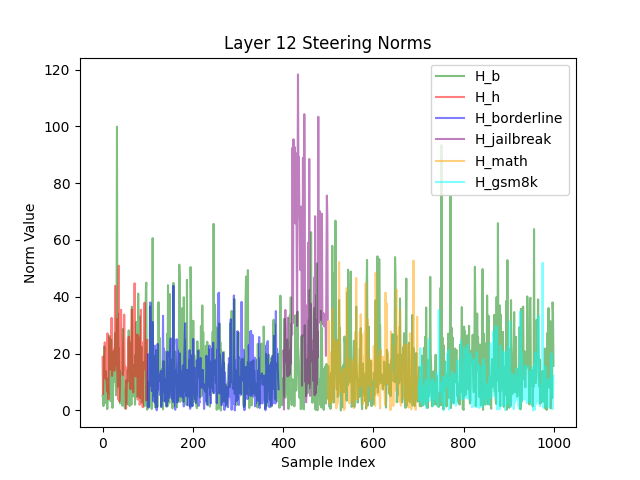 Layer 12 Steering Norms
120
100
80
60
40
20
0
Norm Value
H_b
H_h
H_borderline
H_jailbreak
H_math
H_gsm8k
0
200
400
600
800
1000
Sample Index